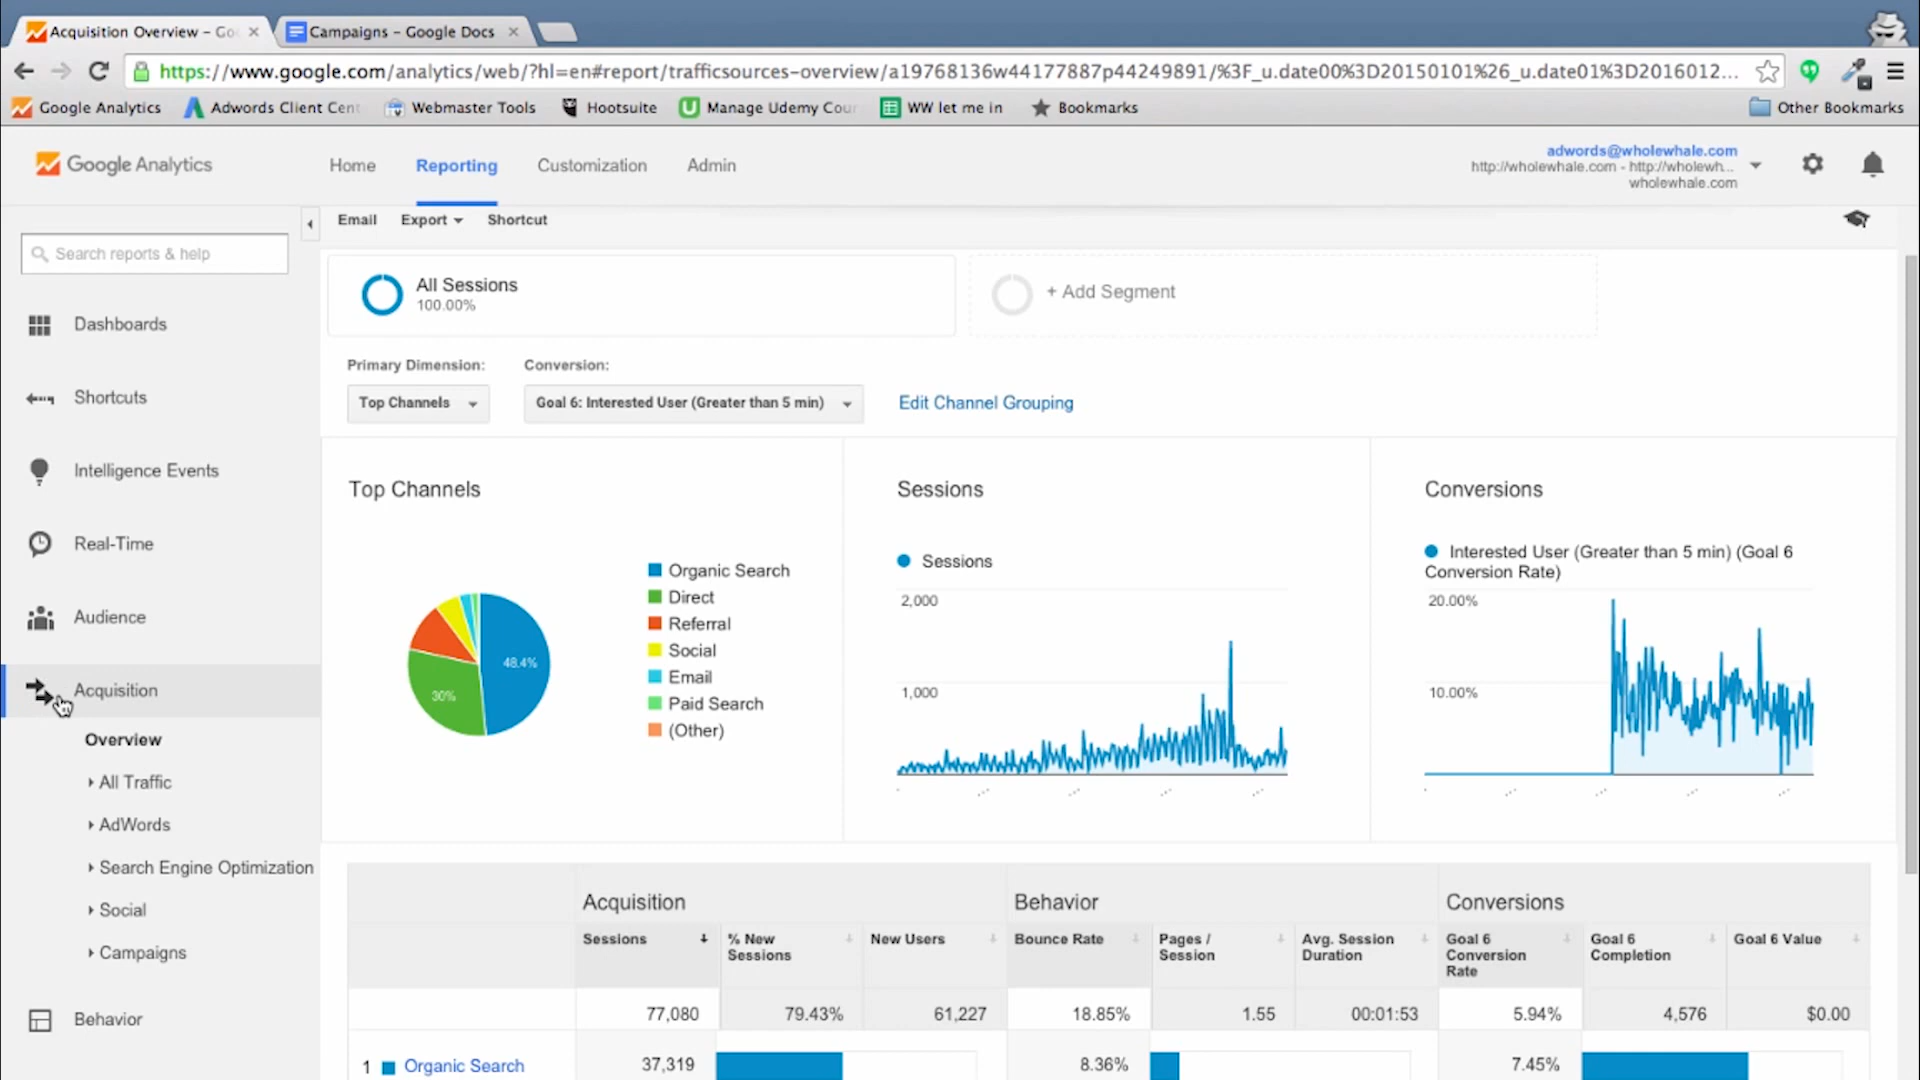 Acquisition Overview – Go
Campaigns – Google Docs
https://www.google.com/analytics/web/?hl=en#report/trafficsources-overview/a19768136w44177887p44249891/%3F_u.date00%3D20150101%26_u.date01%3D2016012...
Google Analytics
Adwords Client Cent
Webmaster Tools
Hootsuite
Manage Udemy Cour
WW let me in
Bookmarks
Other Bookmarks
Google Analytics
Home
Reporting
Customization
Admin
adwords@wholewhale.com
http://wholewhale.com - http://wholewh...
wholewhale.com
Search reports & help
Email
Export
Shortcut
Dashboards
Shortcuts
Intelligence Events
Real-Time
Audience
Acquisition
Overview
All Traffic
AdWords
Search Engine Optimization
Social
Campaigns
Behavior
All Sessions
100.00%
+ Add Segment
Primary Dimension:
Conversion:
Top Channels
Goal 6: Interested User (Greater than 5 min)
Edit Channel Grouping
Top Channels
48.4%
30%
Organic Search
Direct
Referral
Social
Email
Paid Search
(Other)
Sessions
Sessions
2,000
1,000
Conversions
Interested User (Greater than 5 min) (Goal 6
Conversion Rate)
20.00%
10.00%
Acquisition
Behavior
Conversions
Sessions
% New
Sessions
New Users
Bounce Rate
Pages /
Session
Avg. Session
Duration
Goal 6
Conversion
Rate
Goal 6
Completion
Goal 6 Value
77,080
79.43%
61,227
18.85%
1.55
00:01:53
5.94%
4,576
$0.00
1
Organic Search
37,319
8.36%
7.45%